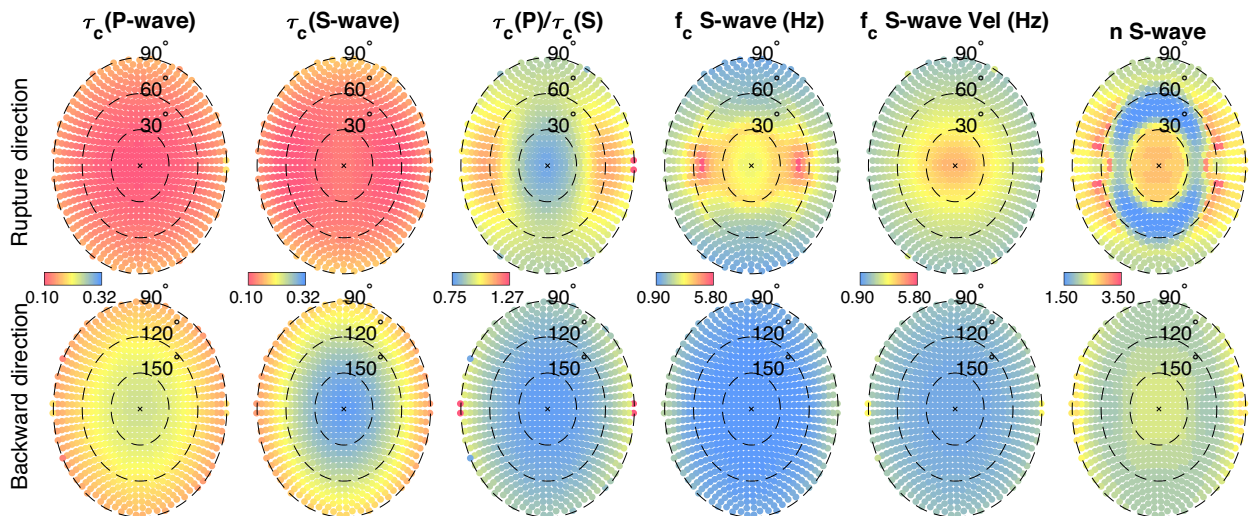 τc(P-wave) τc(S-wave) τc(P)/τc(S) fc S-wave (Hz) fc S-wave Vel (Hz) n S-wave
Rupture direction
90° 90° 90° 90° 90° 90°
60° 60° 60° 60° 60° 60°
30° 30° 30° 30° 30° 30°
0.10 0.32 0.10 0.32 0.75 1.27 0.90 5.80 0.90 5.80 1.50 3.50
Backward direction
90° 90° 90° 90° 90° 90°
120° 120° 120° 120° 120° 120°
150° 150° 150° 150° 150° 150°